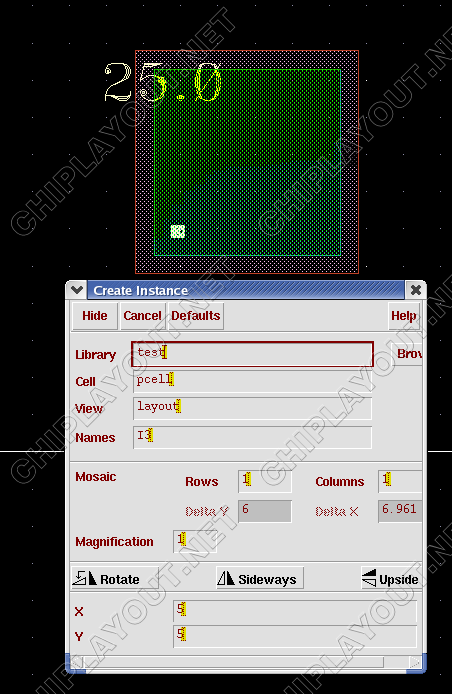 25.0
Create Instance
Hide Cancel Defaults Help
Library test Brow
Cell pcell
View layout
Names I3
Mosaic Rows 1 Columns 1
Delta Y 6 Delta X 6.961
Magnification 1
Rotate Sideways Upside
X 5
Y 5
CHIPLAYOUT.NET
CHIPLAYOUT.NET
CHIPLAYOUT.NET
CHIPLAYOUT.NET
CHIPLAYOUT.NET
CHIPLAYOUT.NET